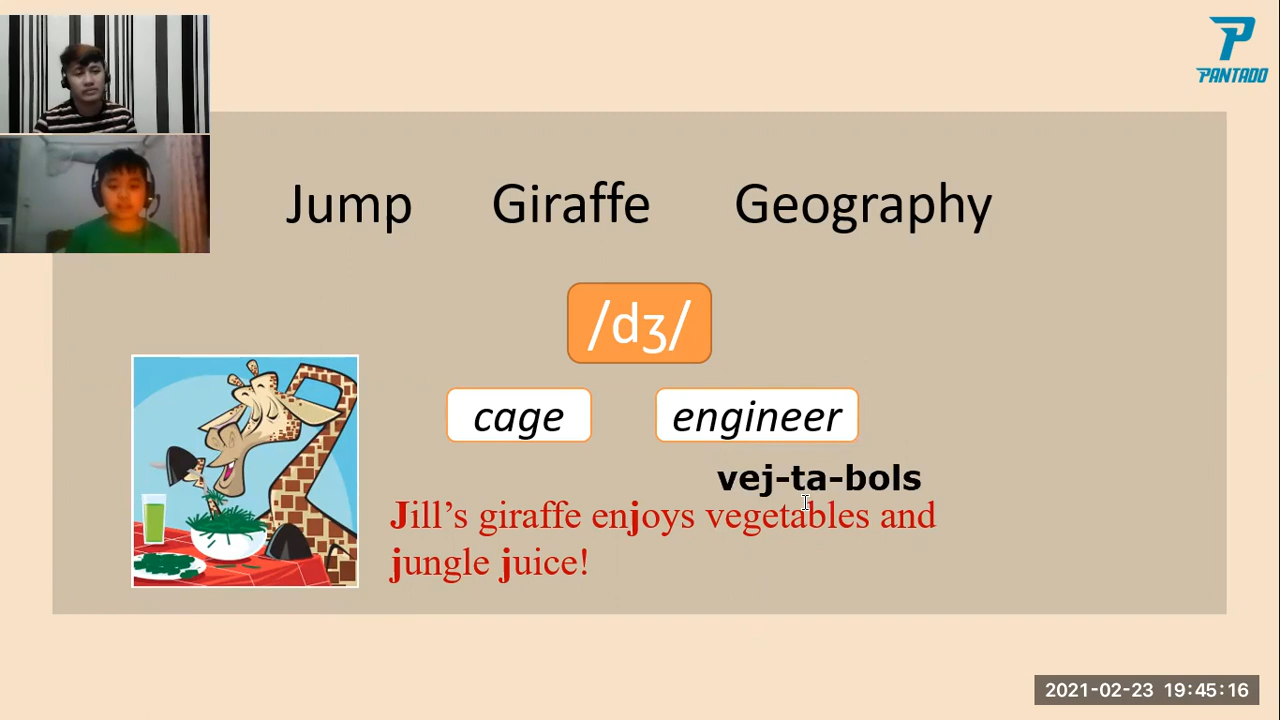 PANTADO
Jump Giraffe Geography
/dʒ/
cage engineer
vej-ta-bols
Jill’s giraffe enjoys vegetables and
jungle juice!
2021-02-23 19:45:16